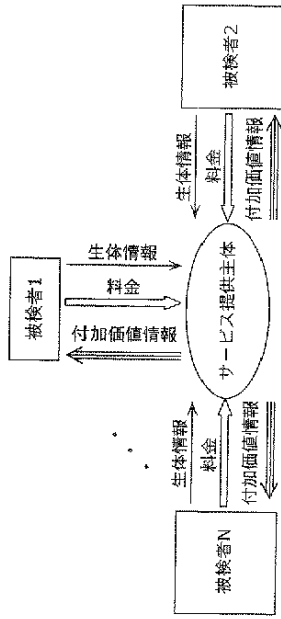 被検者1
付加価値情報
料金
生体情報
被検者N
生体情報
料金
付加価値情報
サービス提供主体
生体情報
料金
付加価値情報
被検者2